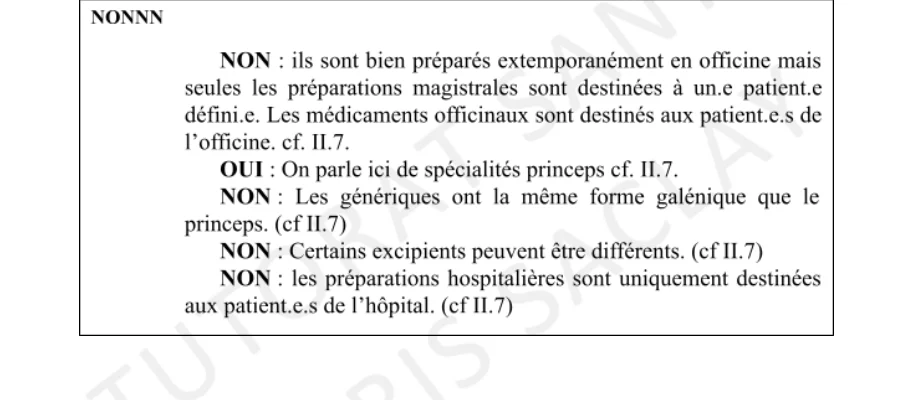 NONNN
NON : ils sont bien préparés extemporanément en officine mais
seules les préparations magistrales sont destinées à un.e patient.e
défini.e. Les médicaments officinaux sont destinés aux patient.e.s de
l’officine. cf. II.7.
OUI : On parle ici de spécialités princeps cf. II.7.
NON : Les génériques ont la même forme galénique que le
princeps. (cf II.7)
NON : Certains excipients peuvent être différents. (cf II.7)
NON : les préparations hospitalières sont uniquement destinées
aux patient.e.s de l’hôpital. (cf II.7)
TUTORAT SANT
RIS SACLAY